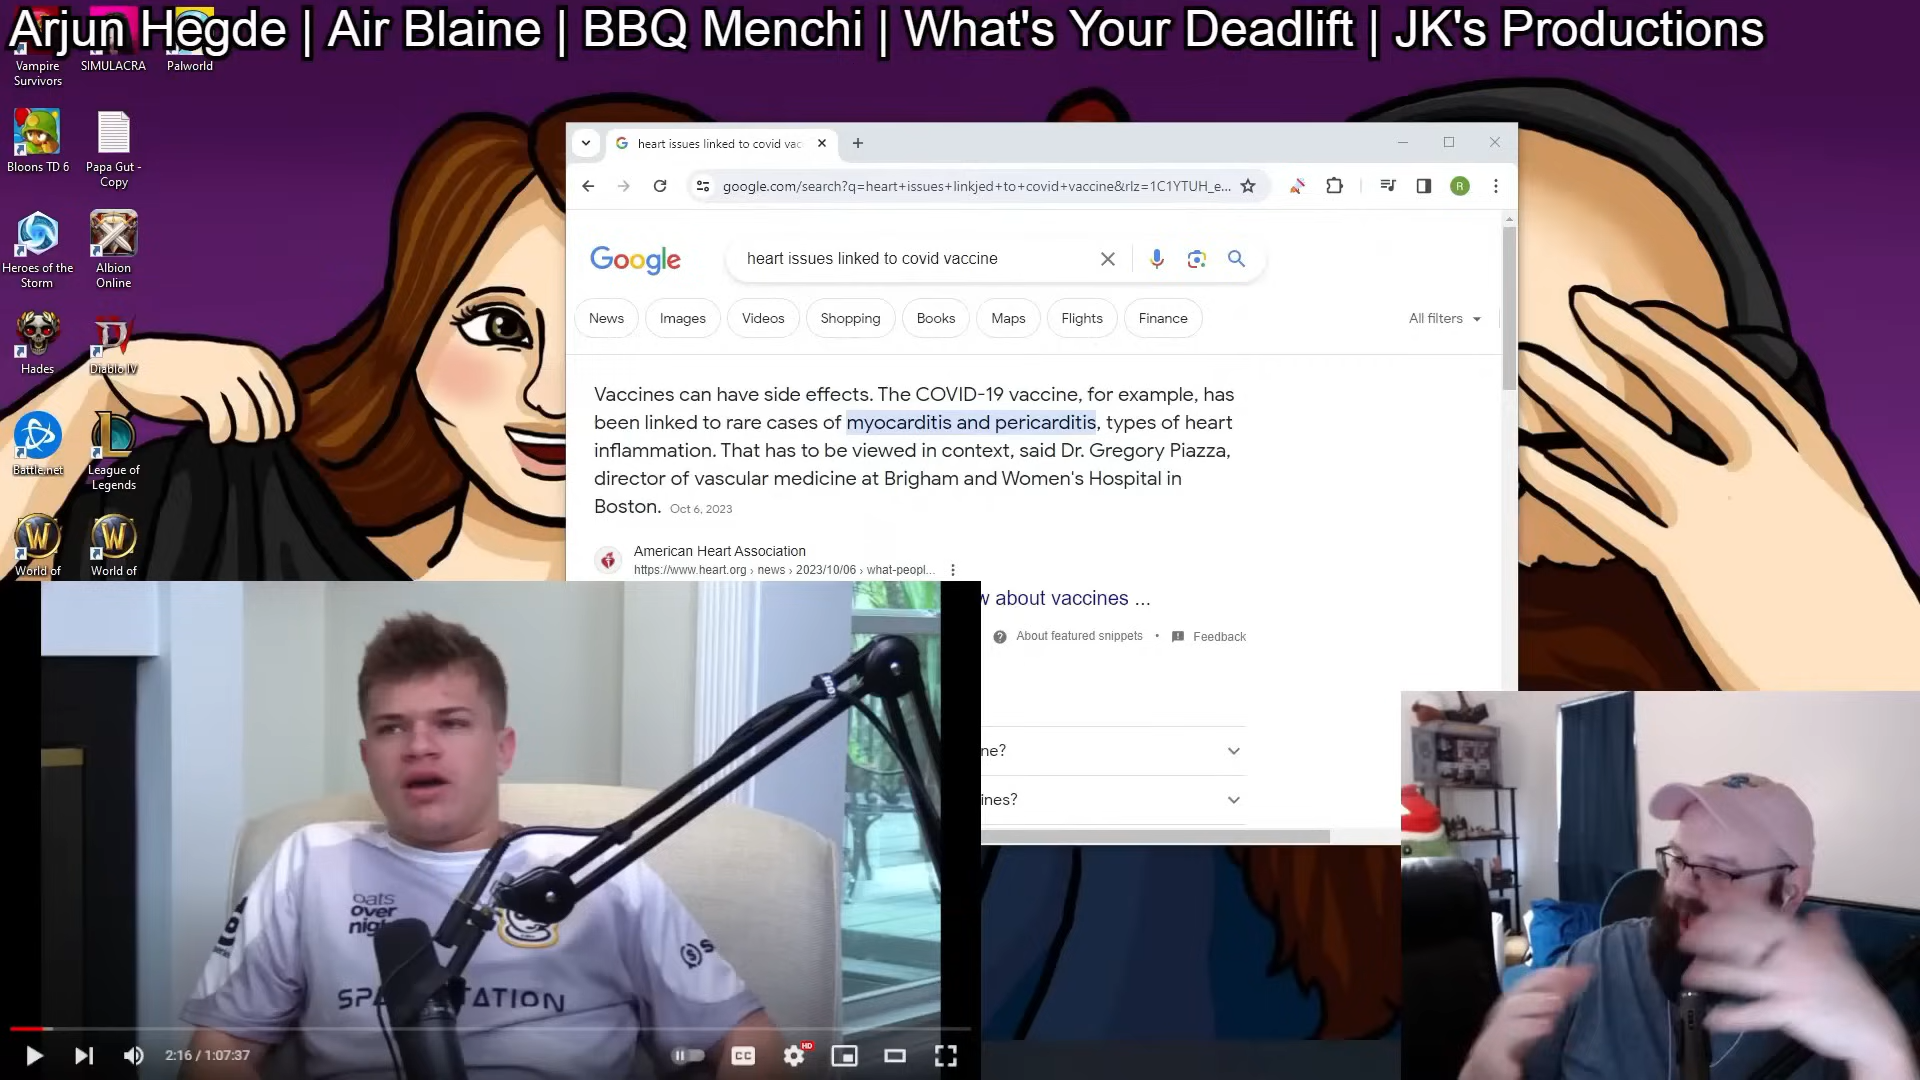 Arjun Hegde | Air Blaine | BBQ Menchi | What's Your Deadlift | JK's Productions
Vampire
Survivors
SIMULACRA
Palworld
Bloons TD 6
Papa Gut -
Copy
Heroes of the
Storm
Albion
Online
Hades
Diablo IV
Battle.net
League of
Legends
World of
World of
heart issues linked to covid vac
google.com/search?q=heart+issues+linkjed+to+covid+vaccine&rlz=1C1YTUH_e...
R
Google
heart issues linked to covid vaccine
News
Images
Videos
Shopping
Books
Maps
Flights
Finance
All filters
Vaccines can have side effects. The COVID-19 vaccine, for example, has
been linked to rare cases of myocarditis and pericarditis, types of heart
inflammation. That has to be viewed in context, said Dr. Gregory Piazza,
director of vascular medicine at Brigham and Women's Hospital in
Boston. Oct 6, 2023
American Heart Association
https://www.heart.org › news › 2023/10/06 › what-peopl...
about vaccines ...
About featured snippets • Feedback
ne?
ines?
oats
over
SPA TATION
2:16 / 1:07:37
CC
HD